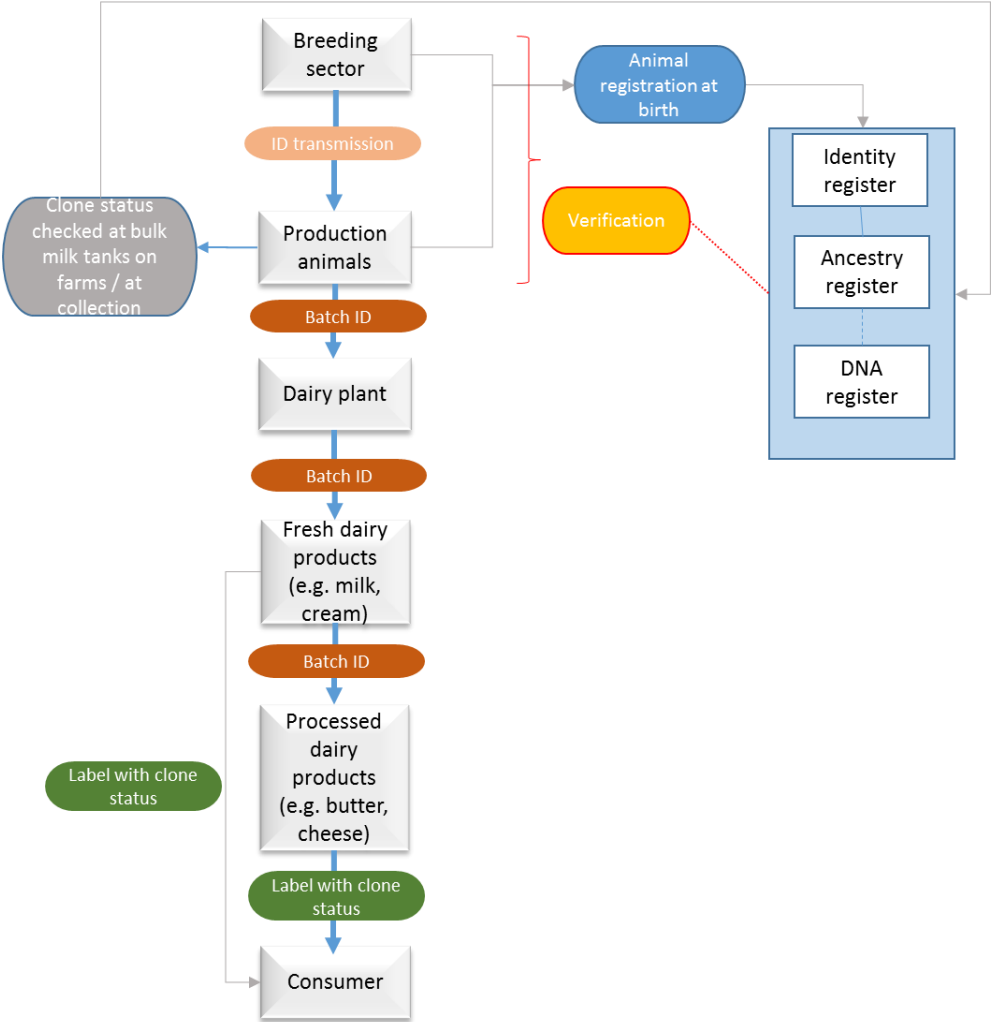 Breeding
sector
Animal
registration at
birth
ID transmission
Identity
register
Clone status
checked at bulk
milk tanks on
farms / at
collection
Production
animals
Verification
Ancestry
register
Batch ID
DNA
register
Dairy plant
Batch ID
Fresh dairy
products
(e.g. milk,
cream)
Batch ID
Processed
dairy
products
(e.g. butter,
cheese)
Label with clone
status
Label with clone
status
Consumer